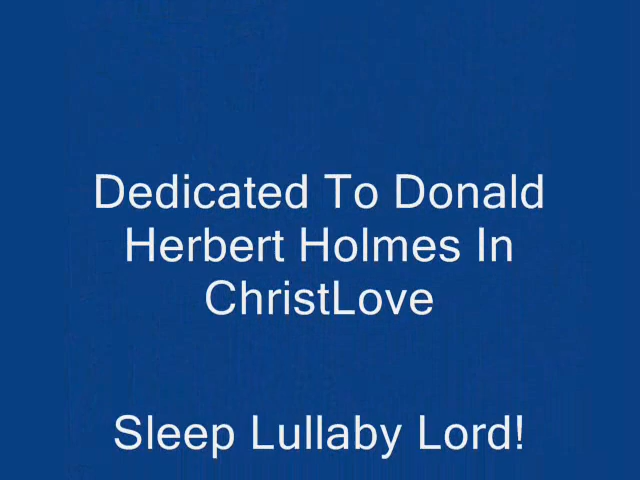 Dedicated To Donald
Herbert Holmes In
ChristLove
Sleep Lullaby Lord!